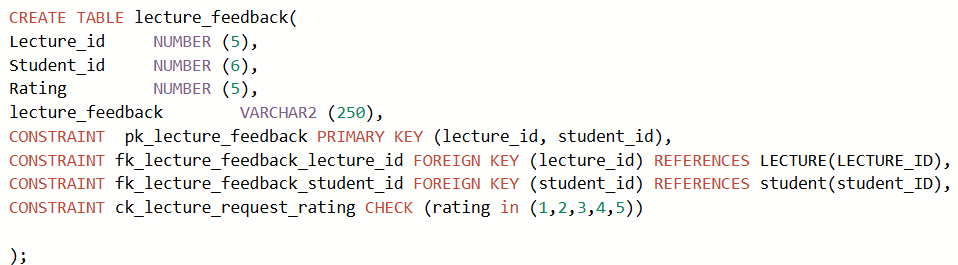 CREATE TABLE lecture_feedback(
Lecture_id NUMBER (5),
Student_id NUMBER (6),
Rating NUMBER (5),
lecture_feedback VARCHAR2 (250),
CONSTRAINT pk_lecture_feedback PRIMARY KEY (lecture_id, student_id),
CONSTRAINT fk_lecture_feedback_lecture_id FOREIGN KEY (lecture_id) REFERENCES LECTURE(LECTURE_ID),
CONSTRAINT fk_lecture_feedback_student_id FOREIGN KEY (student_id) REFERENCES student(student_ID),
CONSTRAINT ck_lecture_request_rating CHECK (rating in (1,2,3,4,5))
);